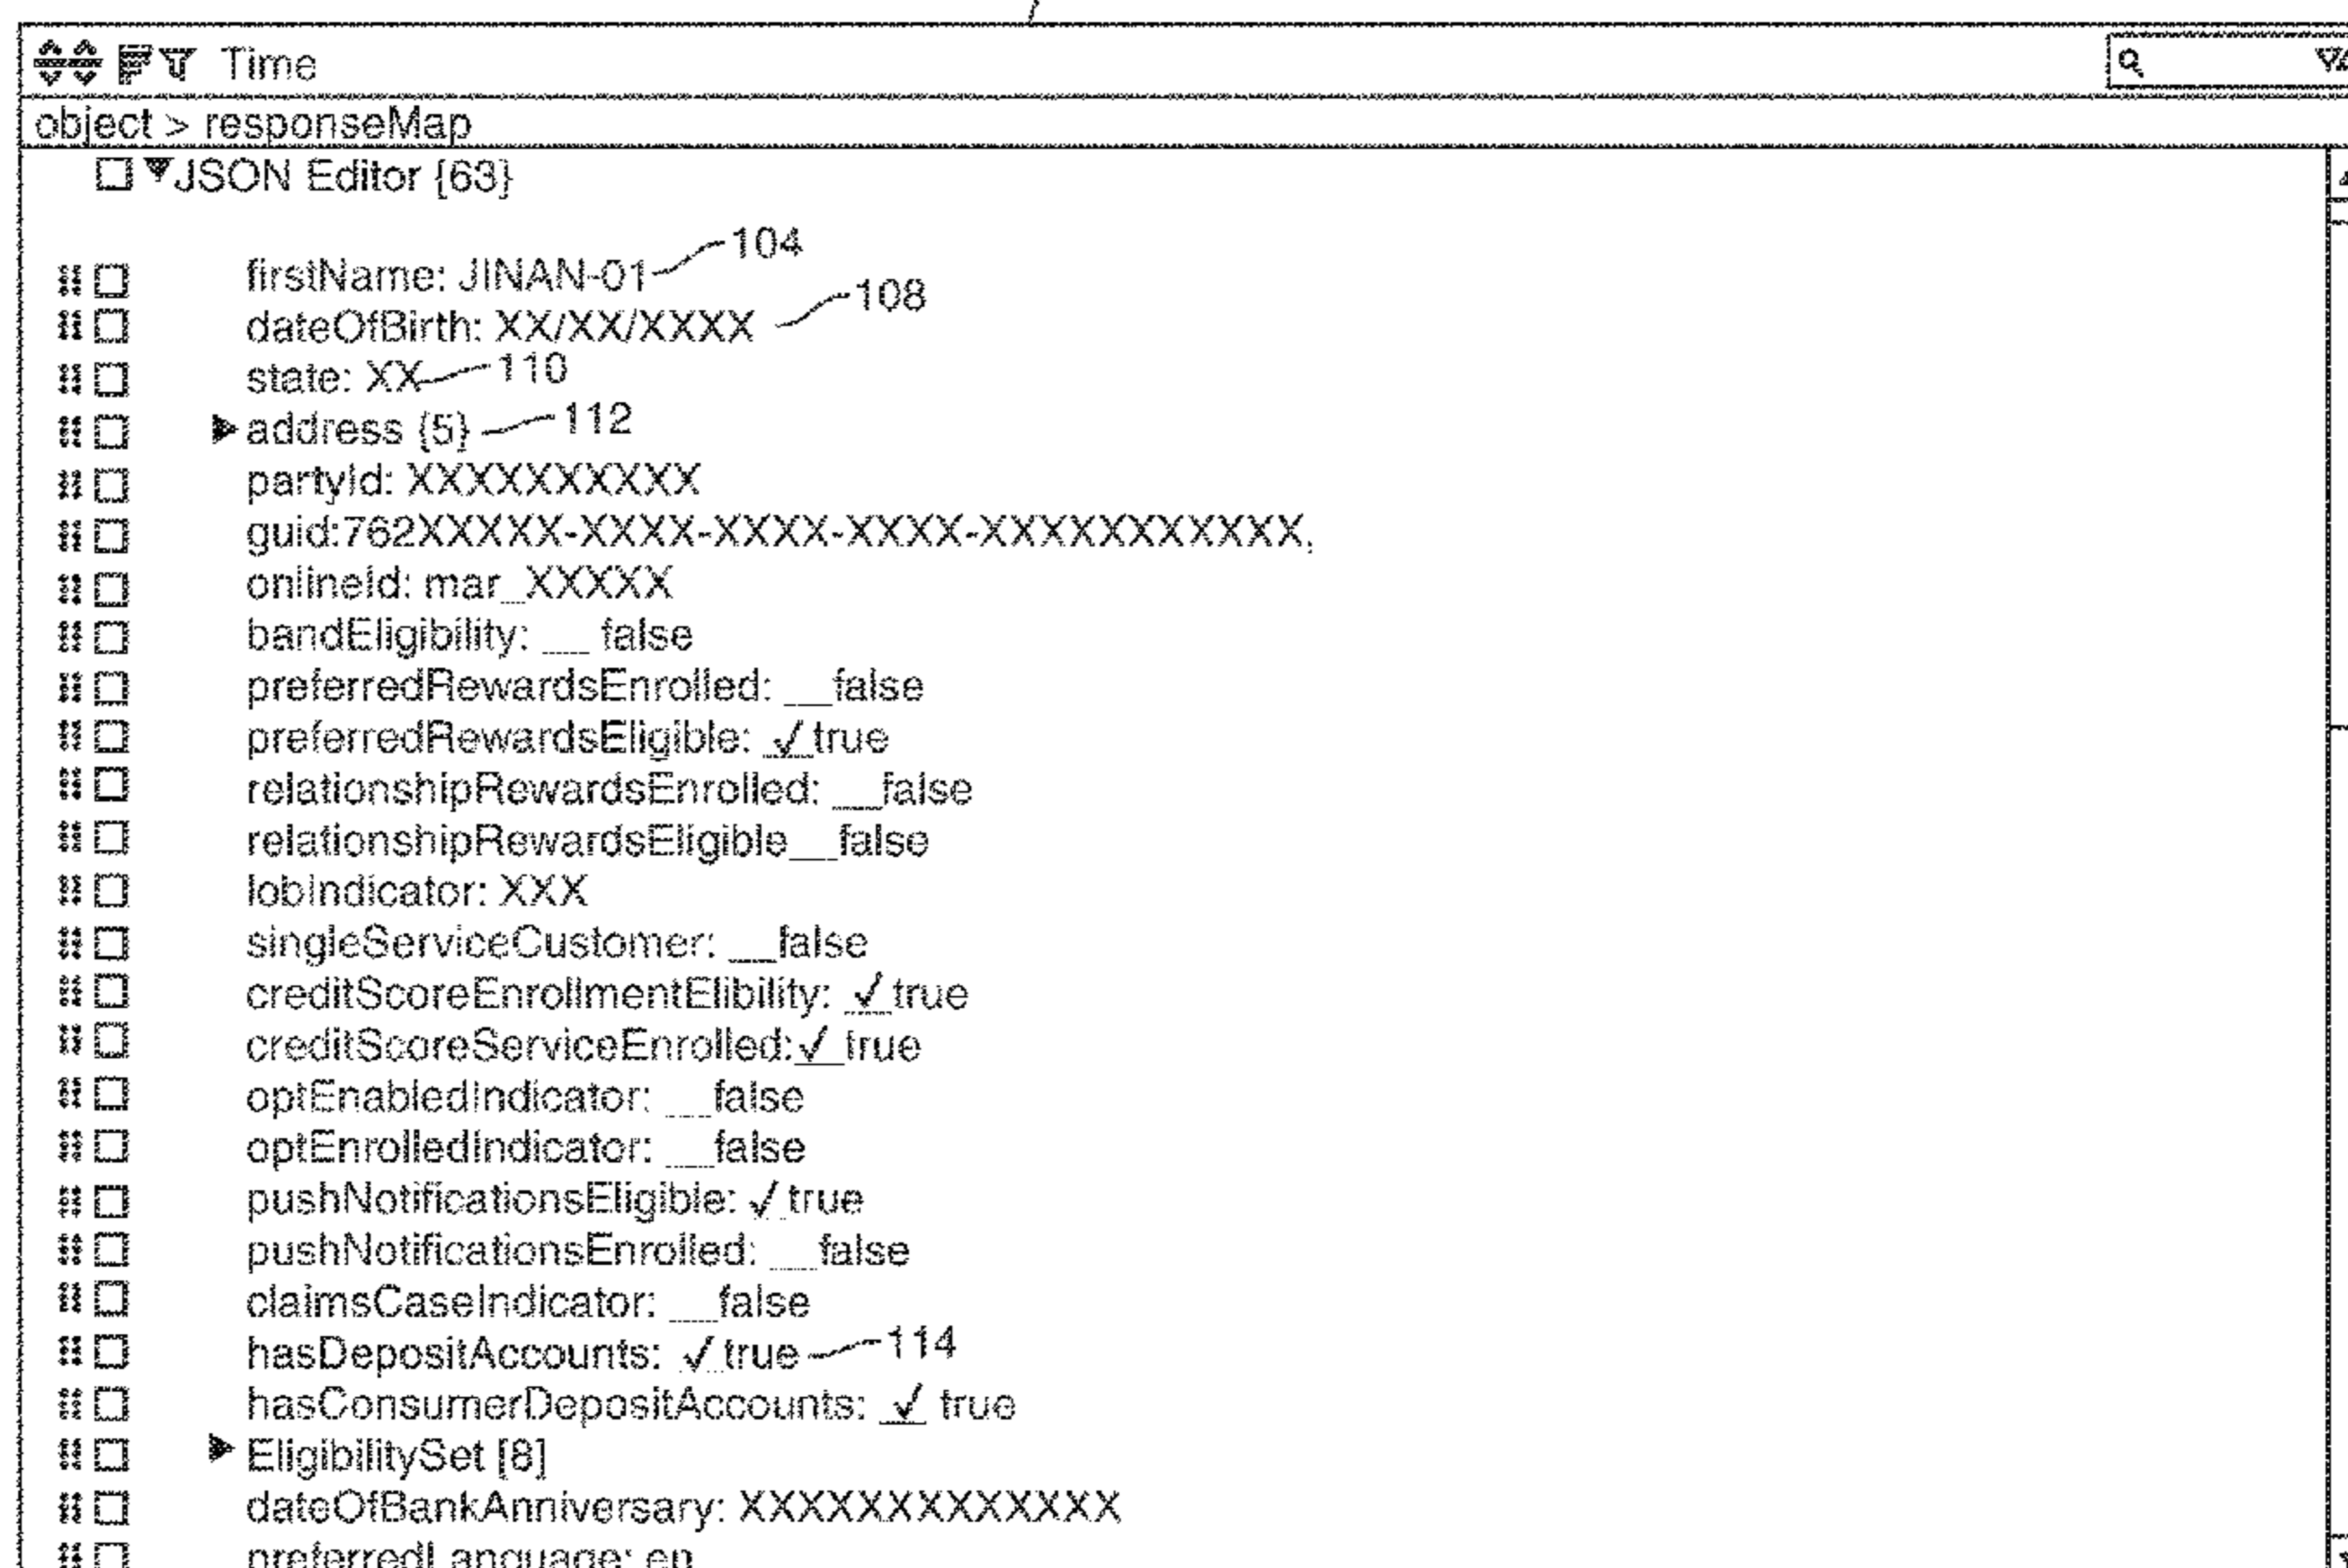 Time
object > responseMap
JSON Editor {63}
firstName: JINAN-01 104
dateOfBirth: XX/XX/XXXX 108
state: XX 110
address {5} 112
partyId: XXXXXXXXXX
guid:762XXXXX-XXXX-XXXX-XXXX-XXXXXXXXXXX,
onlineId: mar_XXXXX
bandEligibility: __ false
preferredRewardsEnrolled: __false
preferredRewardsEligible: ✓true
relationshipRewardsEnrolled: __false
relationshipRewardsEligible__false
lobIndicator: XXX
singleServiceCustomer: __false
creditScoreEnrollmentElibility: ✓true
creditScoreServiceEnrolled:✓true
optEnabledIndicator: __false
optEnrolledIndicator: __false
pushNotificationsEligible: ✓true
pushNotificationsEnrolled: __false
claimsCaseIndicator: __false
hasDepositAccounts: ✓true 114
hasConsumerDepositAccounts: ✓ true
EligibilitySet [8]
dateOfBankAnniversary: XXXXXXXXXXXXX
preferredLanguage: en